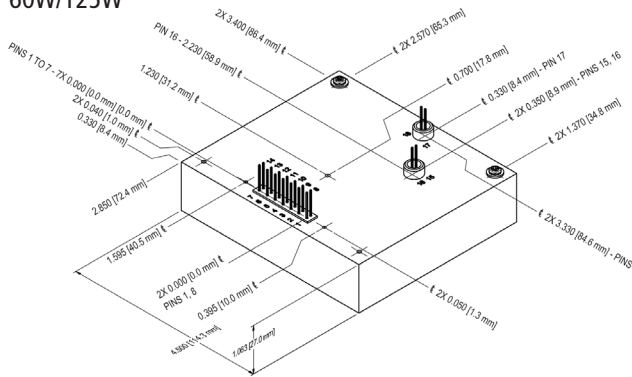 60W/125W
2X 3.400 [86.4 mm] ℄
℄ 2X 2.570 [65.3 mm]
PIN 16 - 2.230 [58.9 mm] ℄
℄ 0.700 [17.8 mm]
1.230 [31.2 mm] ℄
℄ 0.330 [8.4 mm] - PIN 17
PINS 1 TO 7 - 7X 0.000 [0.0 mm] [0.0 mm] ℄
℄ 2X 0.350 [8.9 mm] - PINS 15, 16
2X 0.040 [1.0 mm] ℄
0.330 [8.4 mm] ℄
℄ 2X 1.370 [34.8 mm]
17
2.850 [72.4 mm] ℄
1.595 [40.5 mm] ℄
℄ 2X 3.330 [84.6 mm] - PINS
2X 0.000 [0.0 mm] ℄
PINS 1, 8
0.395 [10.0 mm] ℄
℄ 2X 0.050 [1.3 mm]
1.063 [27.0 mm]